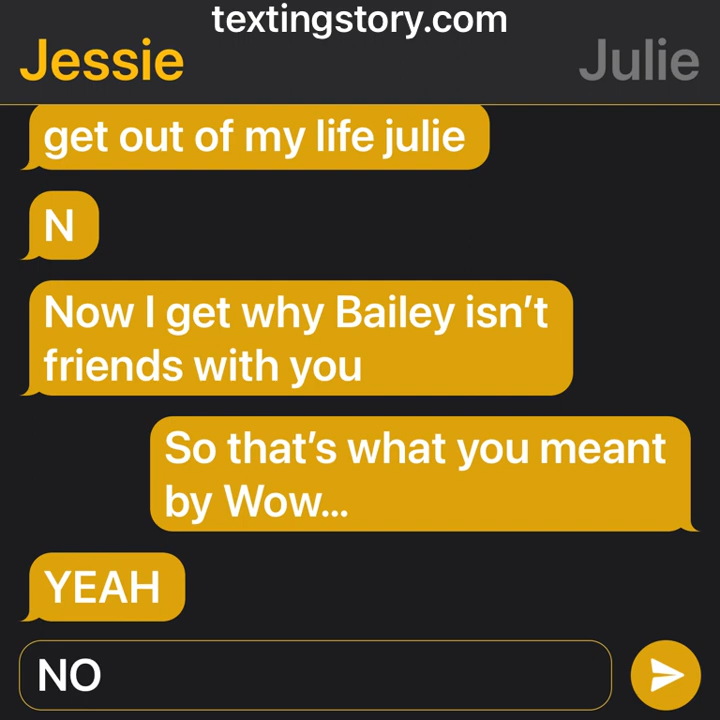 textingstory.com
Jessie
Julie
get out of my life julie
N
Now I get why Bailey isn’t
friends with you
So that’s what you meant
by Wow...
YEAH
NO